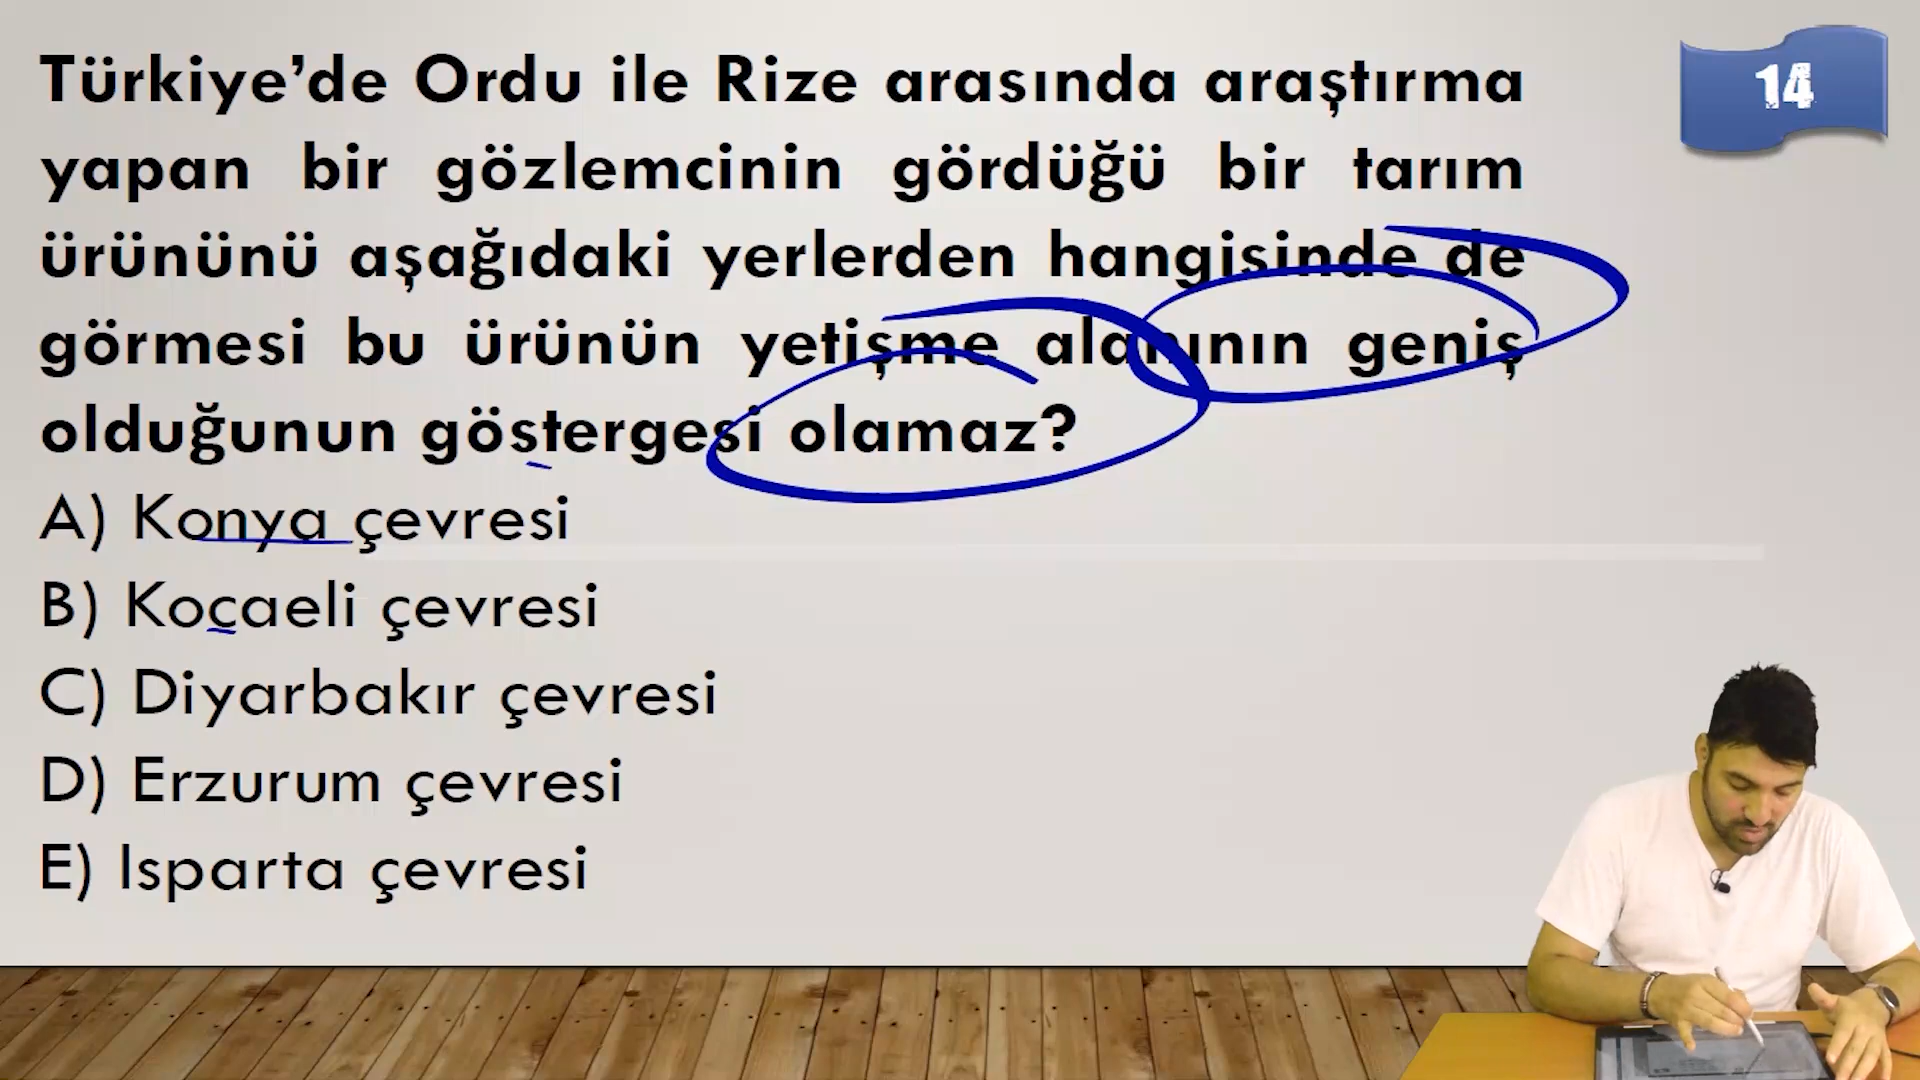 14
Türkiye’de Ordu ile Rize arasında araştırma
yapan bir gözlemcinin gördüğü bir tarım
ürününü aşağıdaki yerlerden hangisinde de
görmesi bu ürünün yetişme alanının geniş
olduğunun göstergesi olamaz?
A) Konya çevresi
B) Kocaeli çevresi
C) Diyarbakır çevresi
D) Erzurum çevresi
E) Isparta çevresi